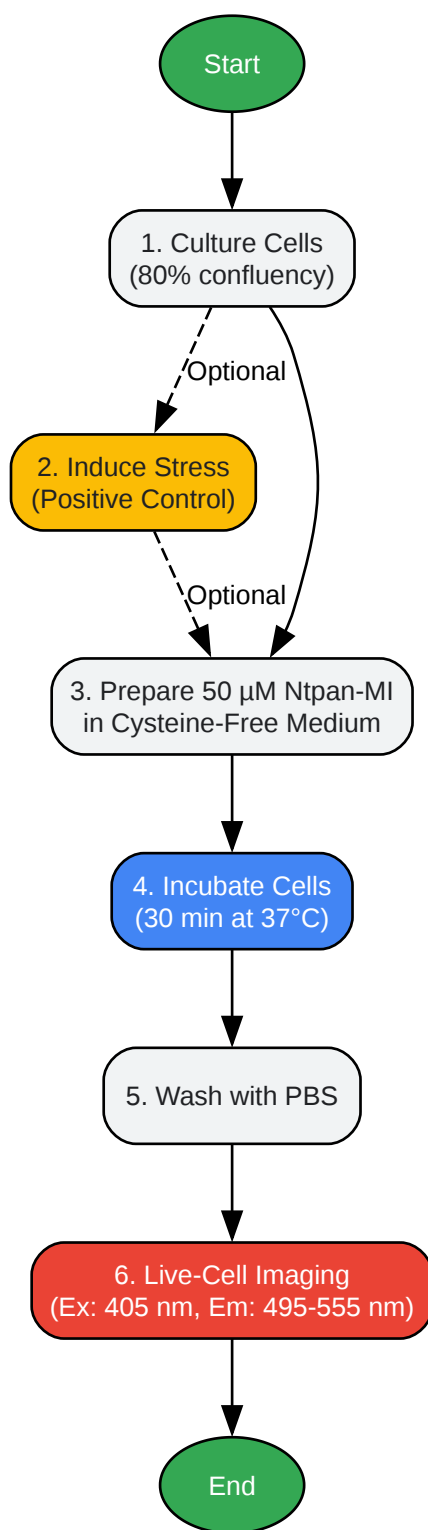 Start
1. Culture Cells
(80% confluency)
Optional
2. Induce Stress
(Positive Control)
Optional
3. Prepare 50 µM Ntpan-MI
in Cysteine-Free Medium
4. Incubate Cells
(30 min at 37°C)
5. Wash with PBS
6. Live-Cell Imaging
(Ex: 405 nm, Em: 495-555 nm)
End